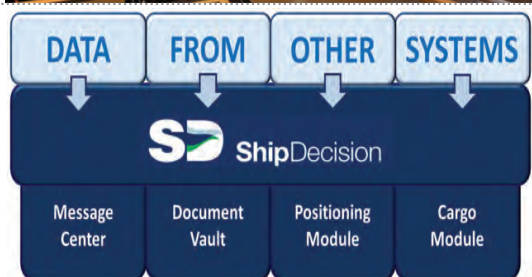 DATA FROM OTHER SYSTEMS
SD ShipDecision
Message Center
Document Vault
Positioning Module
Cargo Module